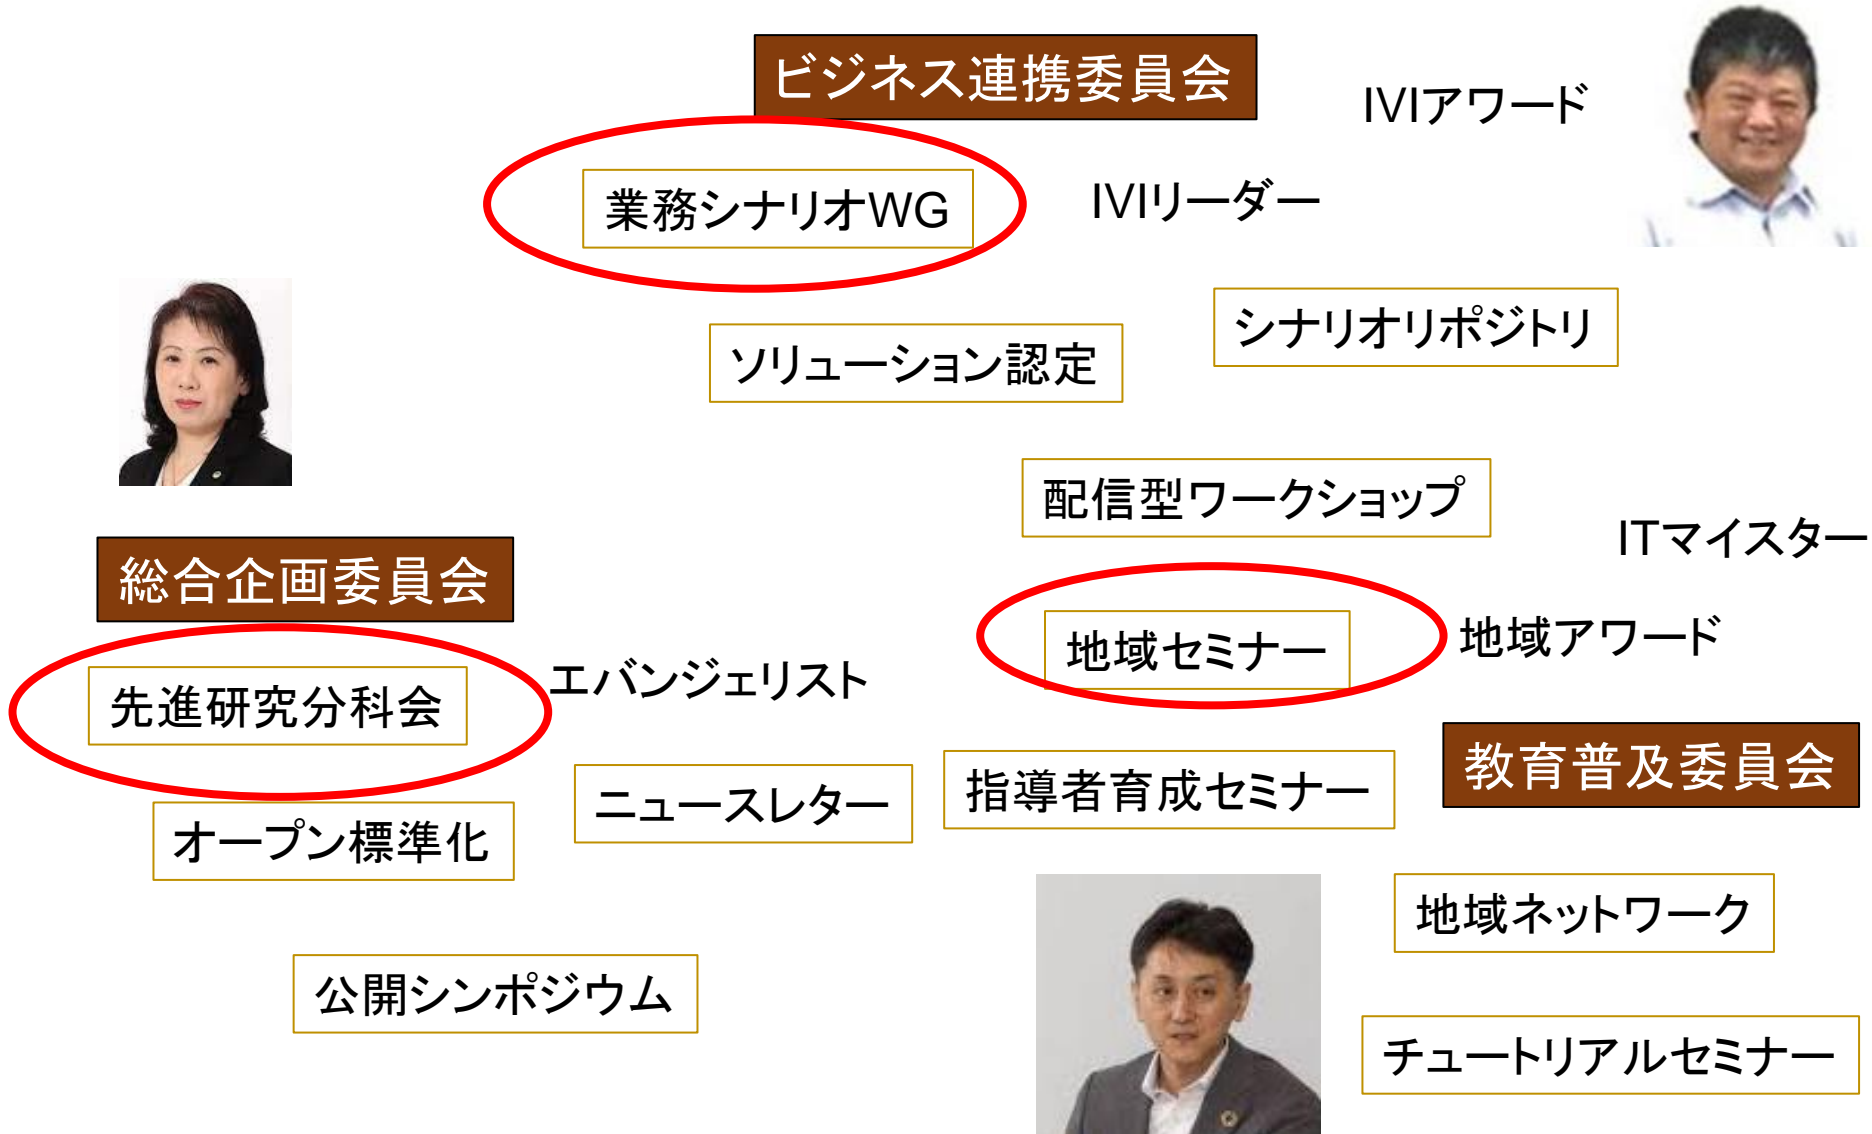 ビジネス連携委員会
IVIアワード
業務シナリオWG
IVIリーダー
シナリオリポジトリ
ソリューション認定
配信型ワークショップ
ITマイスター
総合企画委員会
地域セミナー
地域アワード
先進研究分科会
エバンジェリスト
教育普及委員会
ニュースレター
指導者育成セミナー
オープン標準化
地域ネットワーク
公開シンポジウム
チュートリアルセミナー